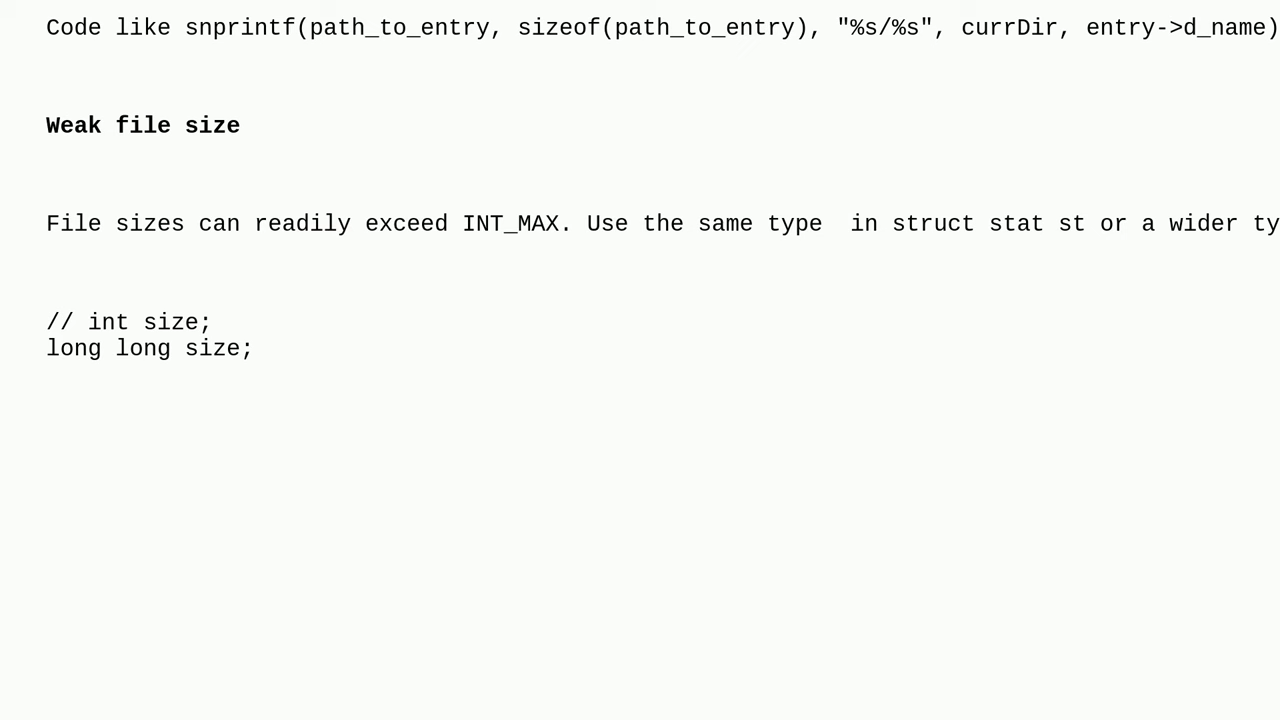 Code like snprintf(path_to_entry, sizeof(path_to_entry), "%s/%s", currDir, entry->d_name)
Weak file size
File sizes can readily exceed INT_MAX. Use the same type  in struct stat st or a wider ty
// int size;
long long size;